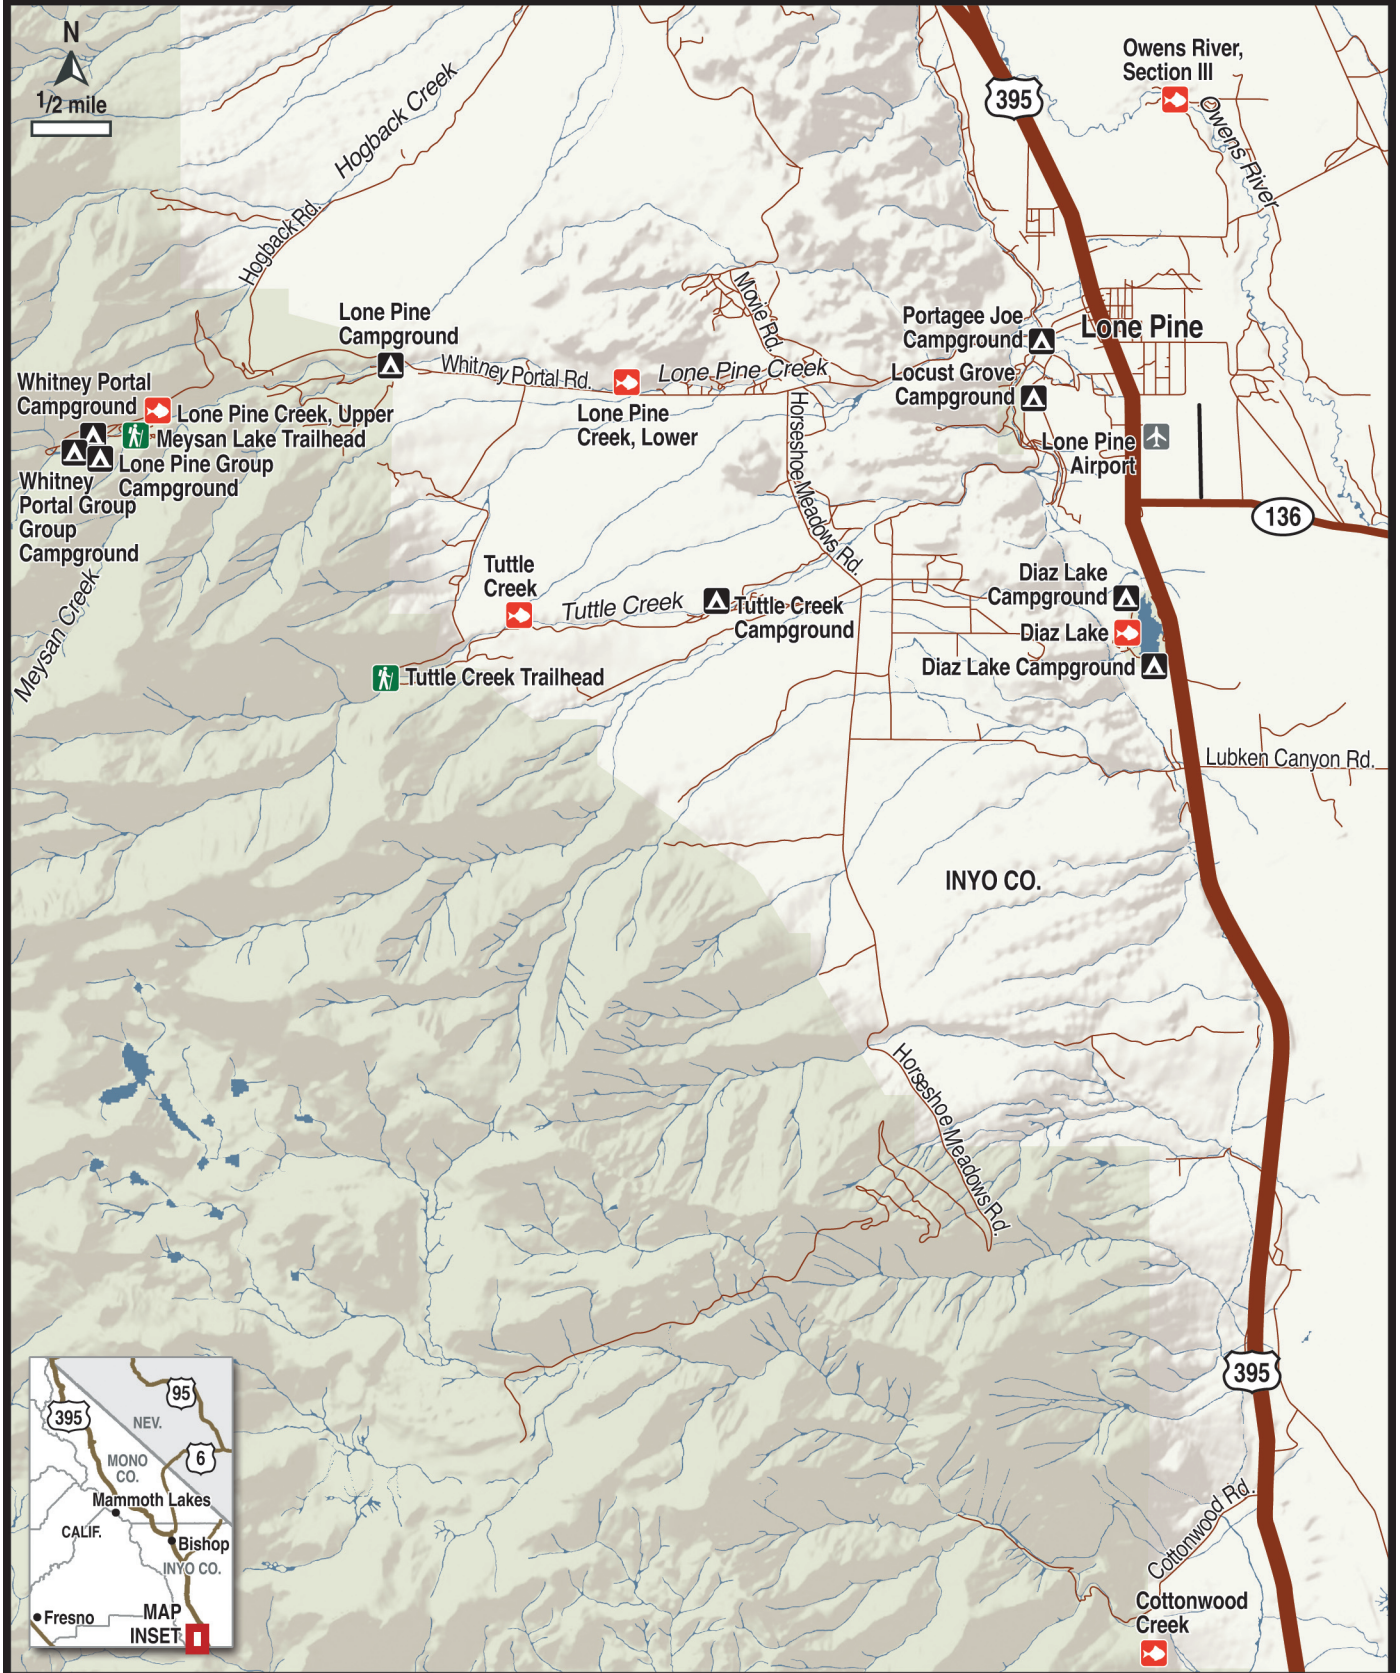 N
1/2 mile
Hogback Creek
Hogback Rd.
395
Owens River,
Section III
Owens River
Lone Pine
Campground
Movie Rd.
Whitney Portal Rd.
Lone Pine Creek
Lone Pine
Creek, Lower
Portagee Joe
Campground
Lone Pine
Locust Grove
Campground
Whitney Portal
Campground
Lone Pine Creek, Upper
Meysan Lake Trailhead
Lone Pine Group
Campground
Whitney
Portal Group
Group
Campground
Meysan Creek
Horseshoe Meadows Rd.
Lone Pine
Airport
136
Tuttle
Creek
Tuttle Creek
Tuttle Creek
Campground
Tuttle Creek Trailhead
Diaz Lake
Campground
Diaz Lake
Diaz Lake Campground
Lubken Canyon Rd.
INYO CO.
Horseshoe Meadows Rd.
395
Cottonwood Rd.
Cottonwood
Creek
95
395
NEV.
6
MONO
CO.
Mammoth Lakes
CALIF.
Bishop
INYO CO.
Fresno
MAP
INSET